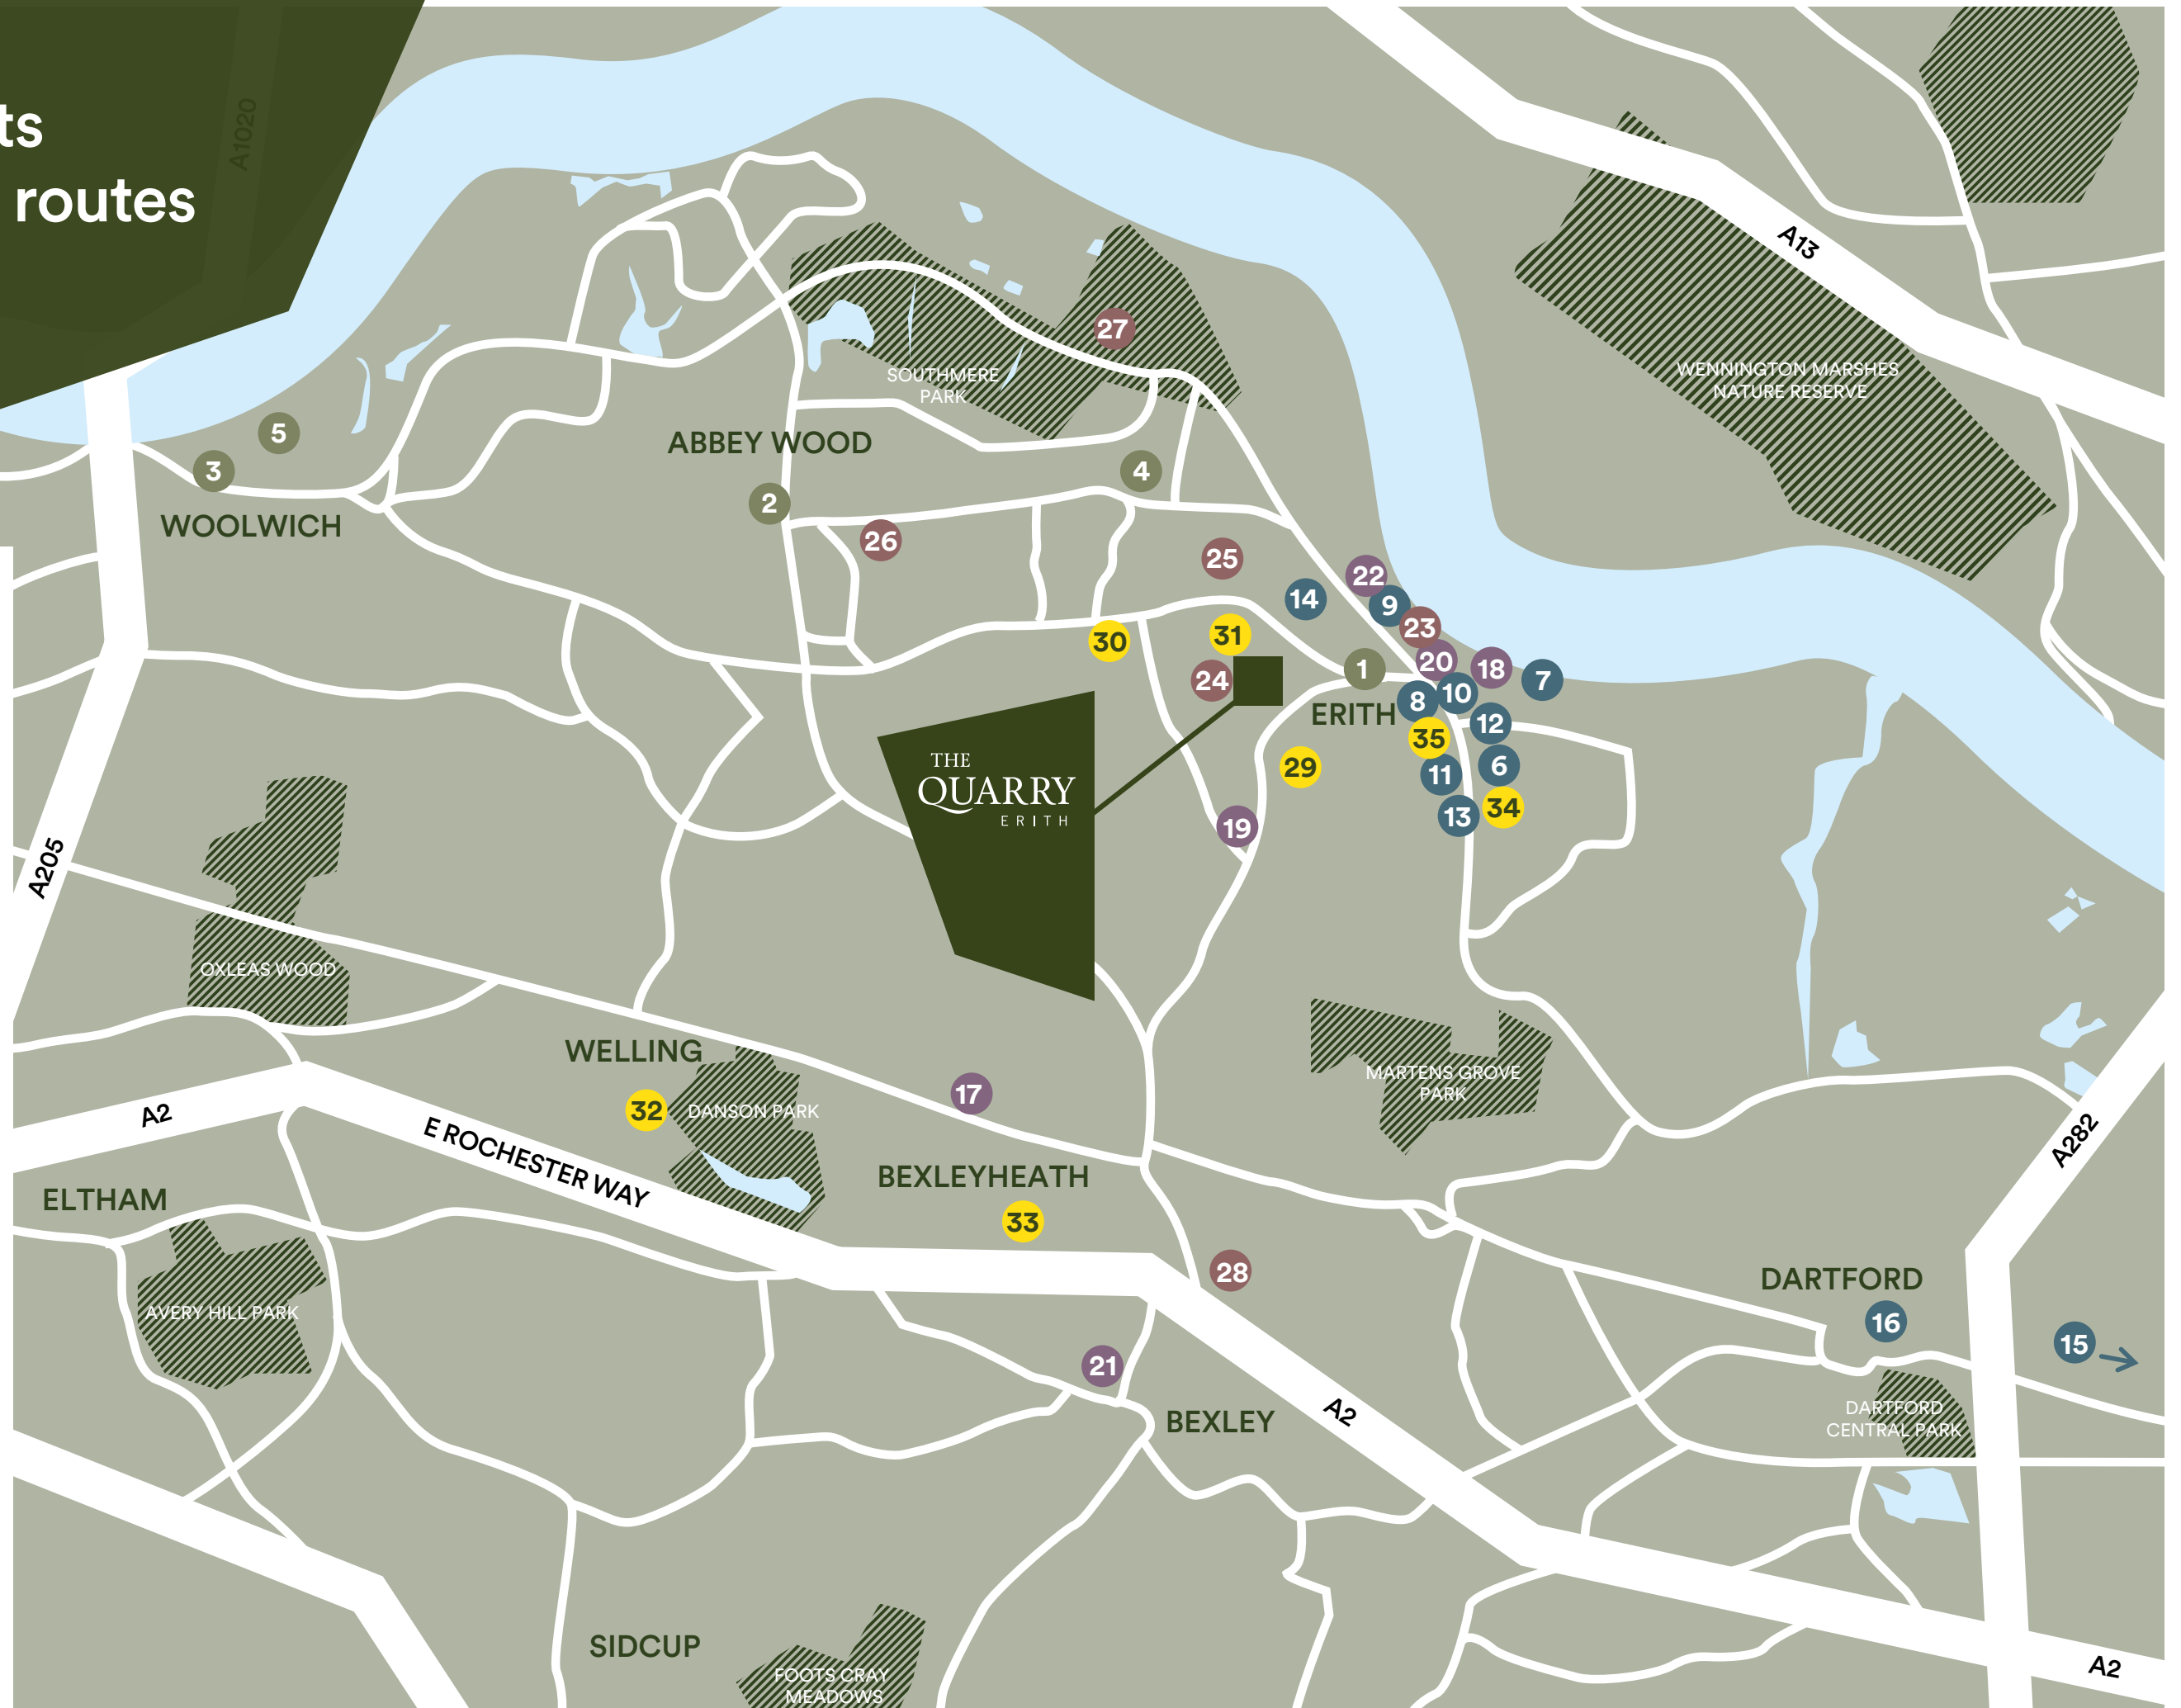 ts
routes
A1020
A13
WENNINGTON MARSHES
NATURE RESERVE
27
SOUTHMERE
PARK
5
3
ABBEY WOOD
4
2
WOOLWICH
26
25
22
14
9
23
30
31
20
18
1
24
7
10
8
ERITH
12
35
THE
QUARRY
ERITH
29
6
11
34
13
19
A205
OXLEAS WOOD
WELLING
MARTENS GROVE
PARK
17
32
DANSON PARK
A2
E ROCHESTER WAY
A282
BEXLEYHEATH
ELTHAM
33
28
DARTFORD
AVERY HILL PARK
16
15
21
A2
BEXLEY
DARTFORD
CENTRAL PARK
SIDCUP
FOOTS CRAY
MEADOWS
A2